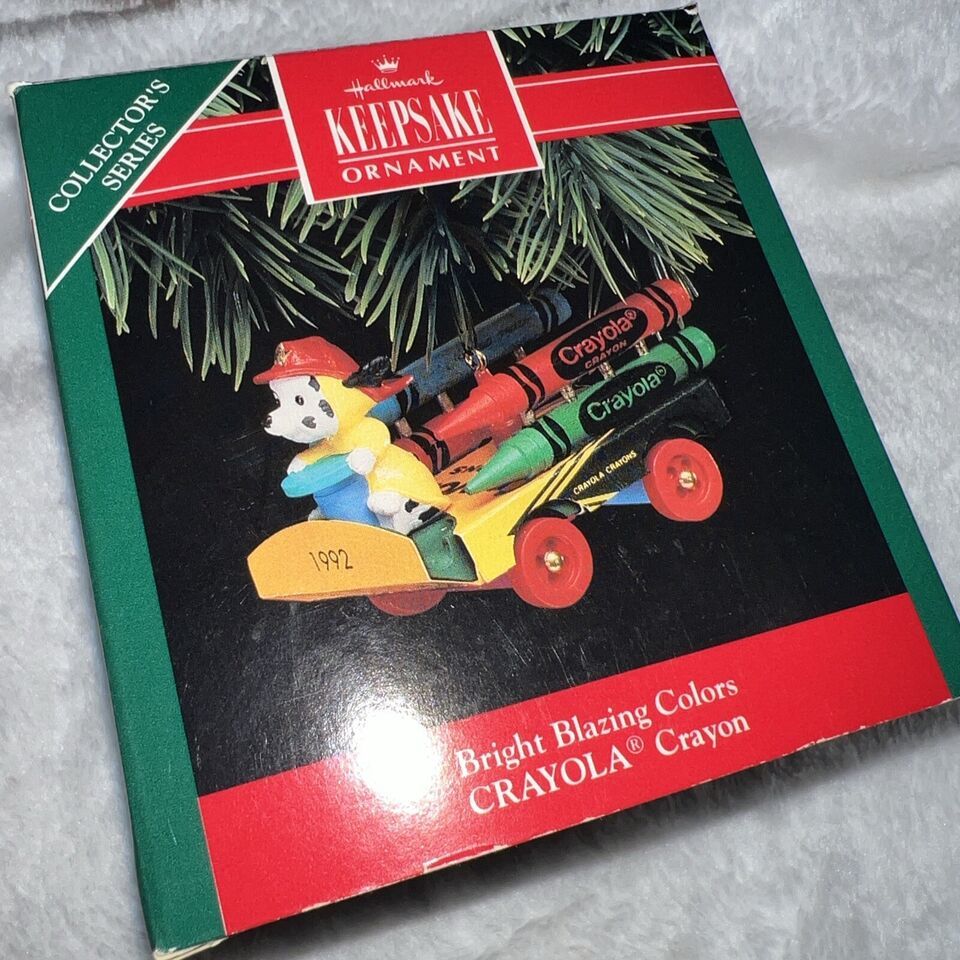 COLLECTOR'S
SERIES
Hallmark
KEEPSAKE
ORNAMENT
Crayola®
CRAYON
Crayola
CRAYOLA CRAYONS
1992
Bright Blazing Colors
CRAYOLA® Crayon